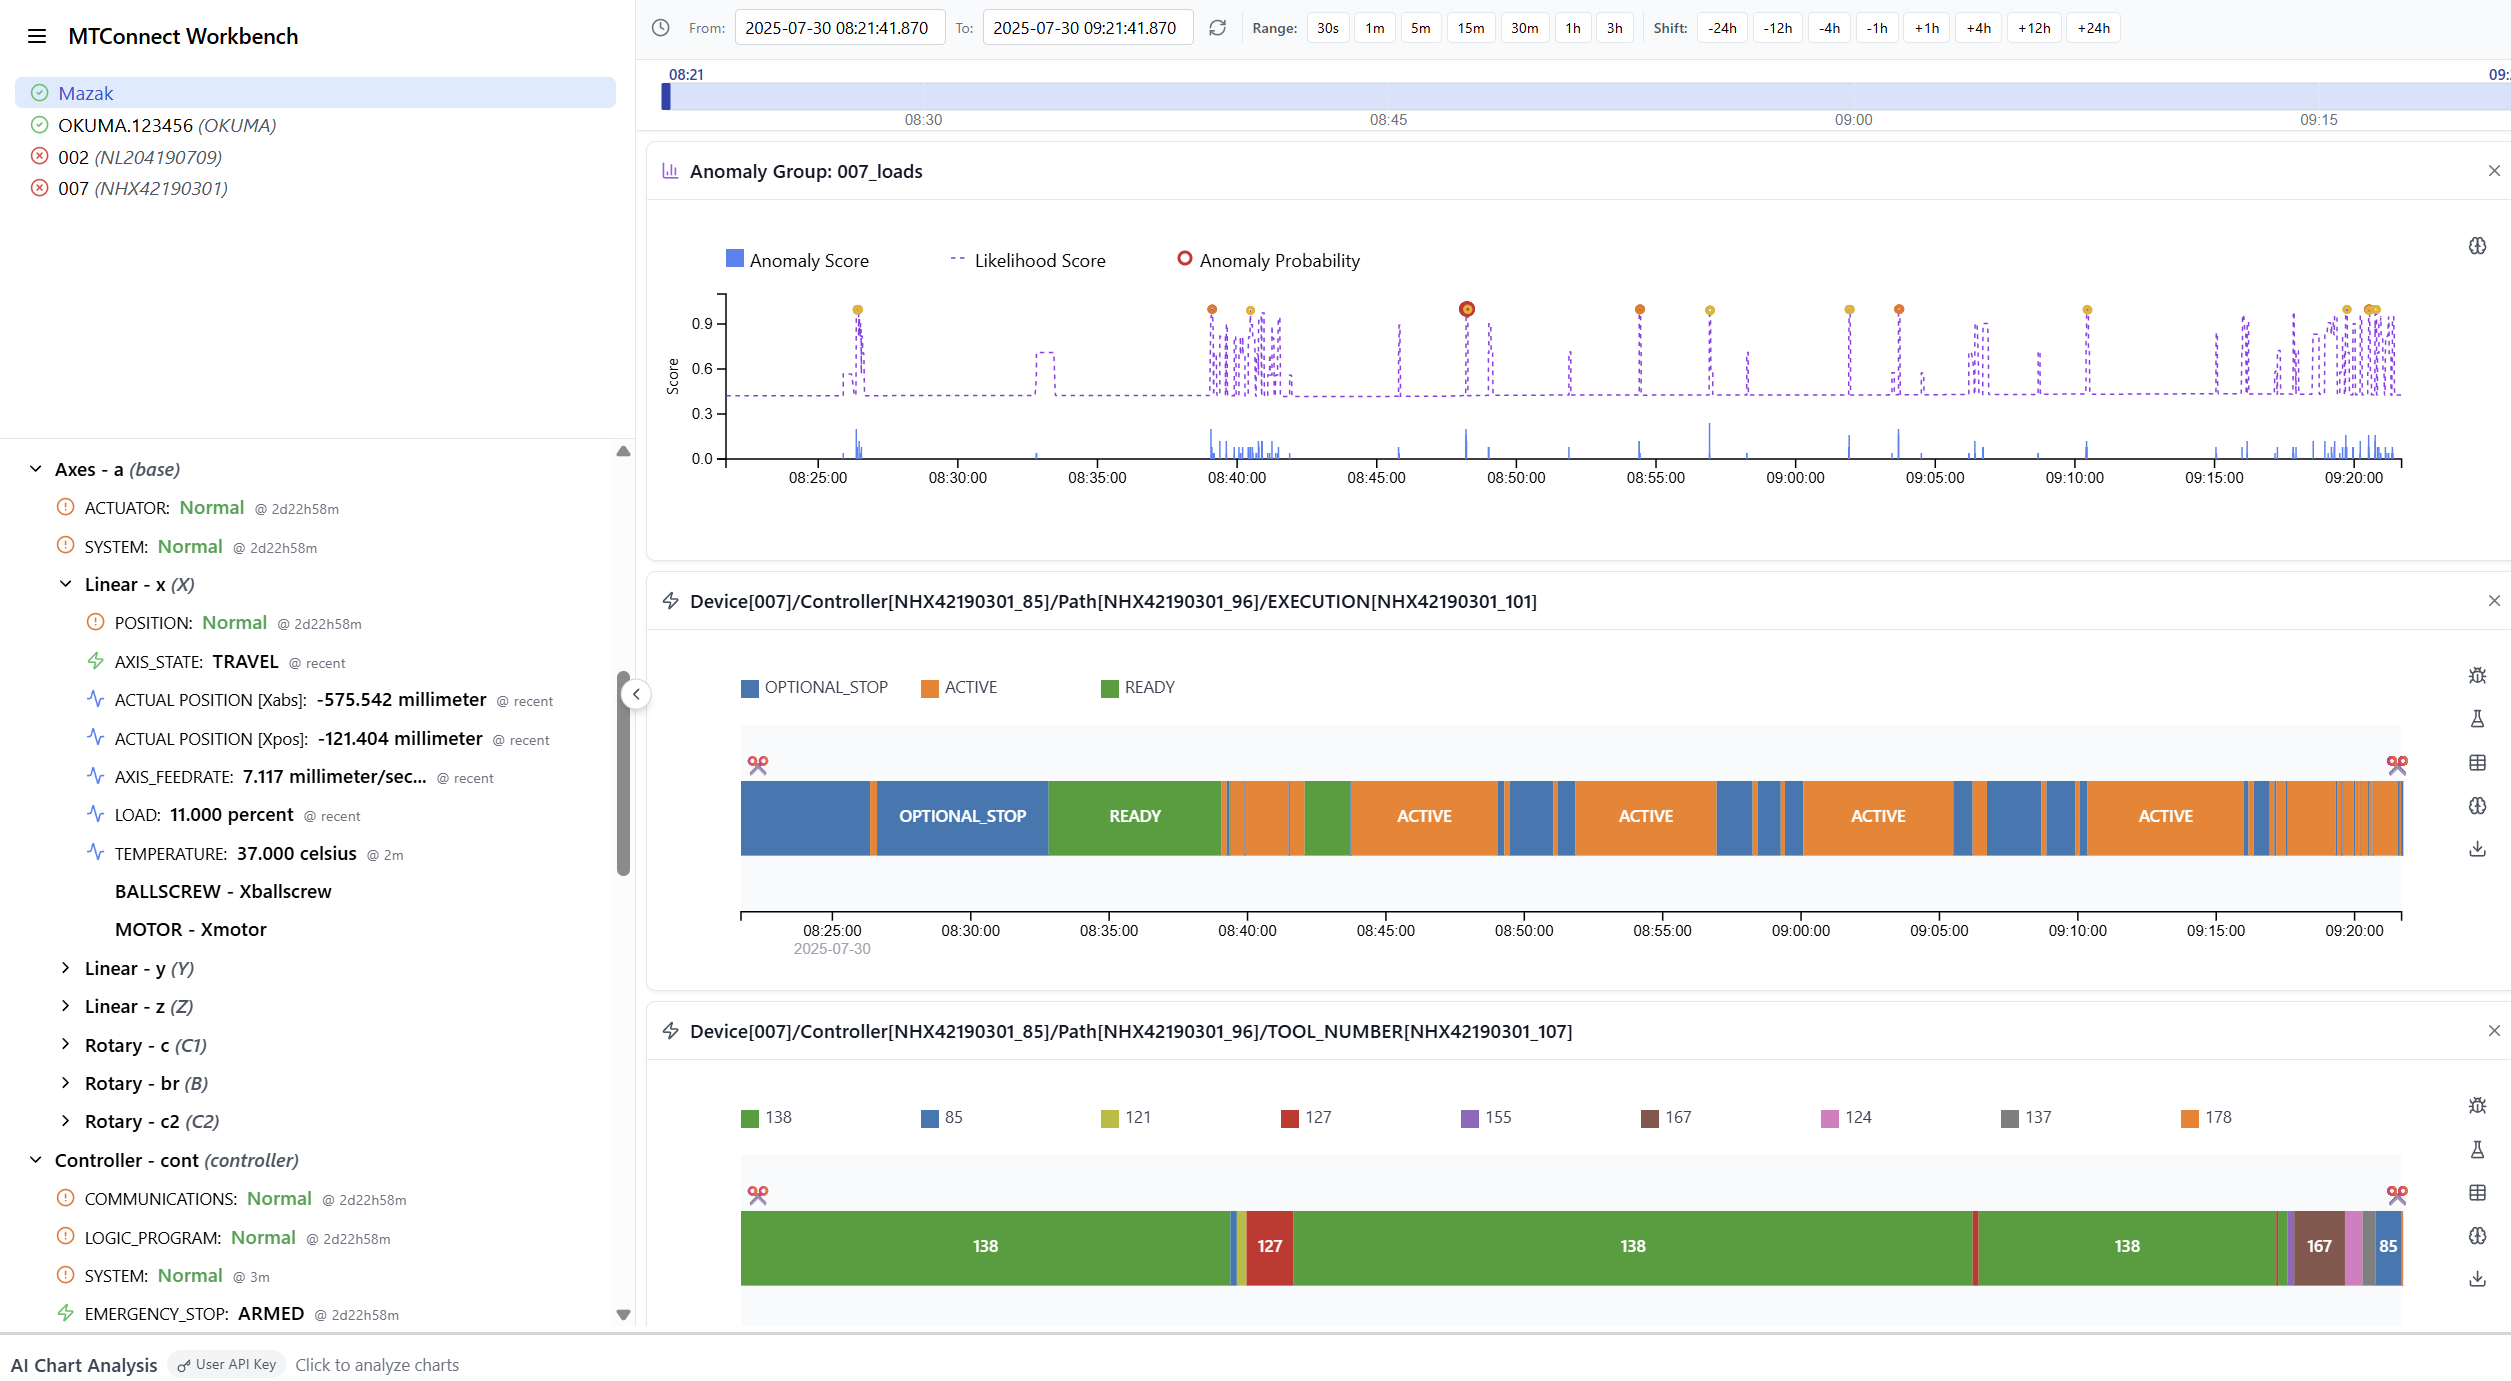 MTConnect Workbench
Mazak
OKUMA.123456 (OKUMA)
002 (NL204190709)
007 (NHX42190301)
Axes - a (base)
ACTUATOR: Normal @ 2d22h58m
SYSTEM: Normal @ 2d22h58m
Linear - x (X)
POSITION: Normal @ 2d22h58m
AXIS_STATE: TRAVEL @ recent
ACTUAL POSITION [Xabs]: -575.542 millimeter @ recent
ACTUAL POSITION [Xpos]: -121.404 millimeter @ recent
AXIS_FEEDRATE: 7.117 millimeter/sec... @ recent
LOAD: 11.000 percent @ recent
TEMPERATURE: 37.000 celsius @ 2m
BALLSCREW - Xballscrew
MOTOR - Xmotor
Linear - y (Y)
Linear - z (Z)
Rotary - c (C1)
Rotary - br (B)
Rotary - c2 (C2)
Controller - cont (controller)
COMMUNICATIONS: Normal @ 2d22h58m
LOGIC_PROGRAM: Normal @ 2d22h58m
SYSTEM: Normal @ 3m
EMERGENCY_STOP: ARMED @ 2d22h58m
From: 2025-07-30 08:21:41.870 To: 2025-07-30 09:21:41.870 Range: 30s 1m 5m 15m 30m 1h 3h Shift: -24h -12h -4h -1h +1h +4h +12h +24h
08:21 09:
08:30 08:45 09:00 09:15
Anomaly Group: 007_loads
Anomaly Score Likelihood Score Anomaly Probability
Score
0.9
0.6
0.3
0.0
08:25:00 08:30:00 08:35:00 08:40:00 08:45:00 08:50:00 08:55:00 09:00:00 09:05:00 09:10:00 09:15:00 09:20:00
Device[007]/Controller[NHX42190301_85]/Path[NHX42190301_96]/EXECUTION[NHX42190301_101]
OPTIONAL_STOP ACTIVE READY
OPTIONAL_STOP READY ACTIVE ACTIVE ACTIVE ACTIVE
08:25:00 08:30:00 08:35:00 08:40:00 08:45:00 08:50:00 08:55:00 09:00:00 09:05:00 09:10:00 09:15:00 09:20:00
2025-07-30
Device[007]/Controller[NHX42190301_85]/Path[NHX42190301_96]/TOOL_NUMBER[NHX42190301_107]
138 85 121 127 155 167 124 137 178
138 127 138 138 167 85
AI Chart Analysis User API Key Click to analyze charts